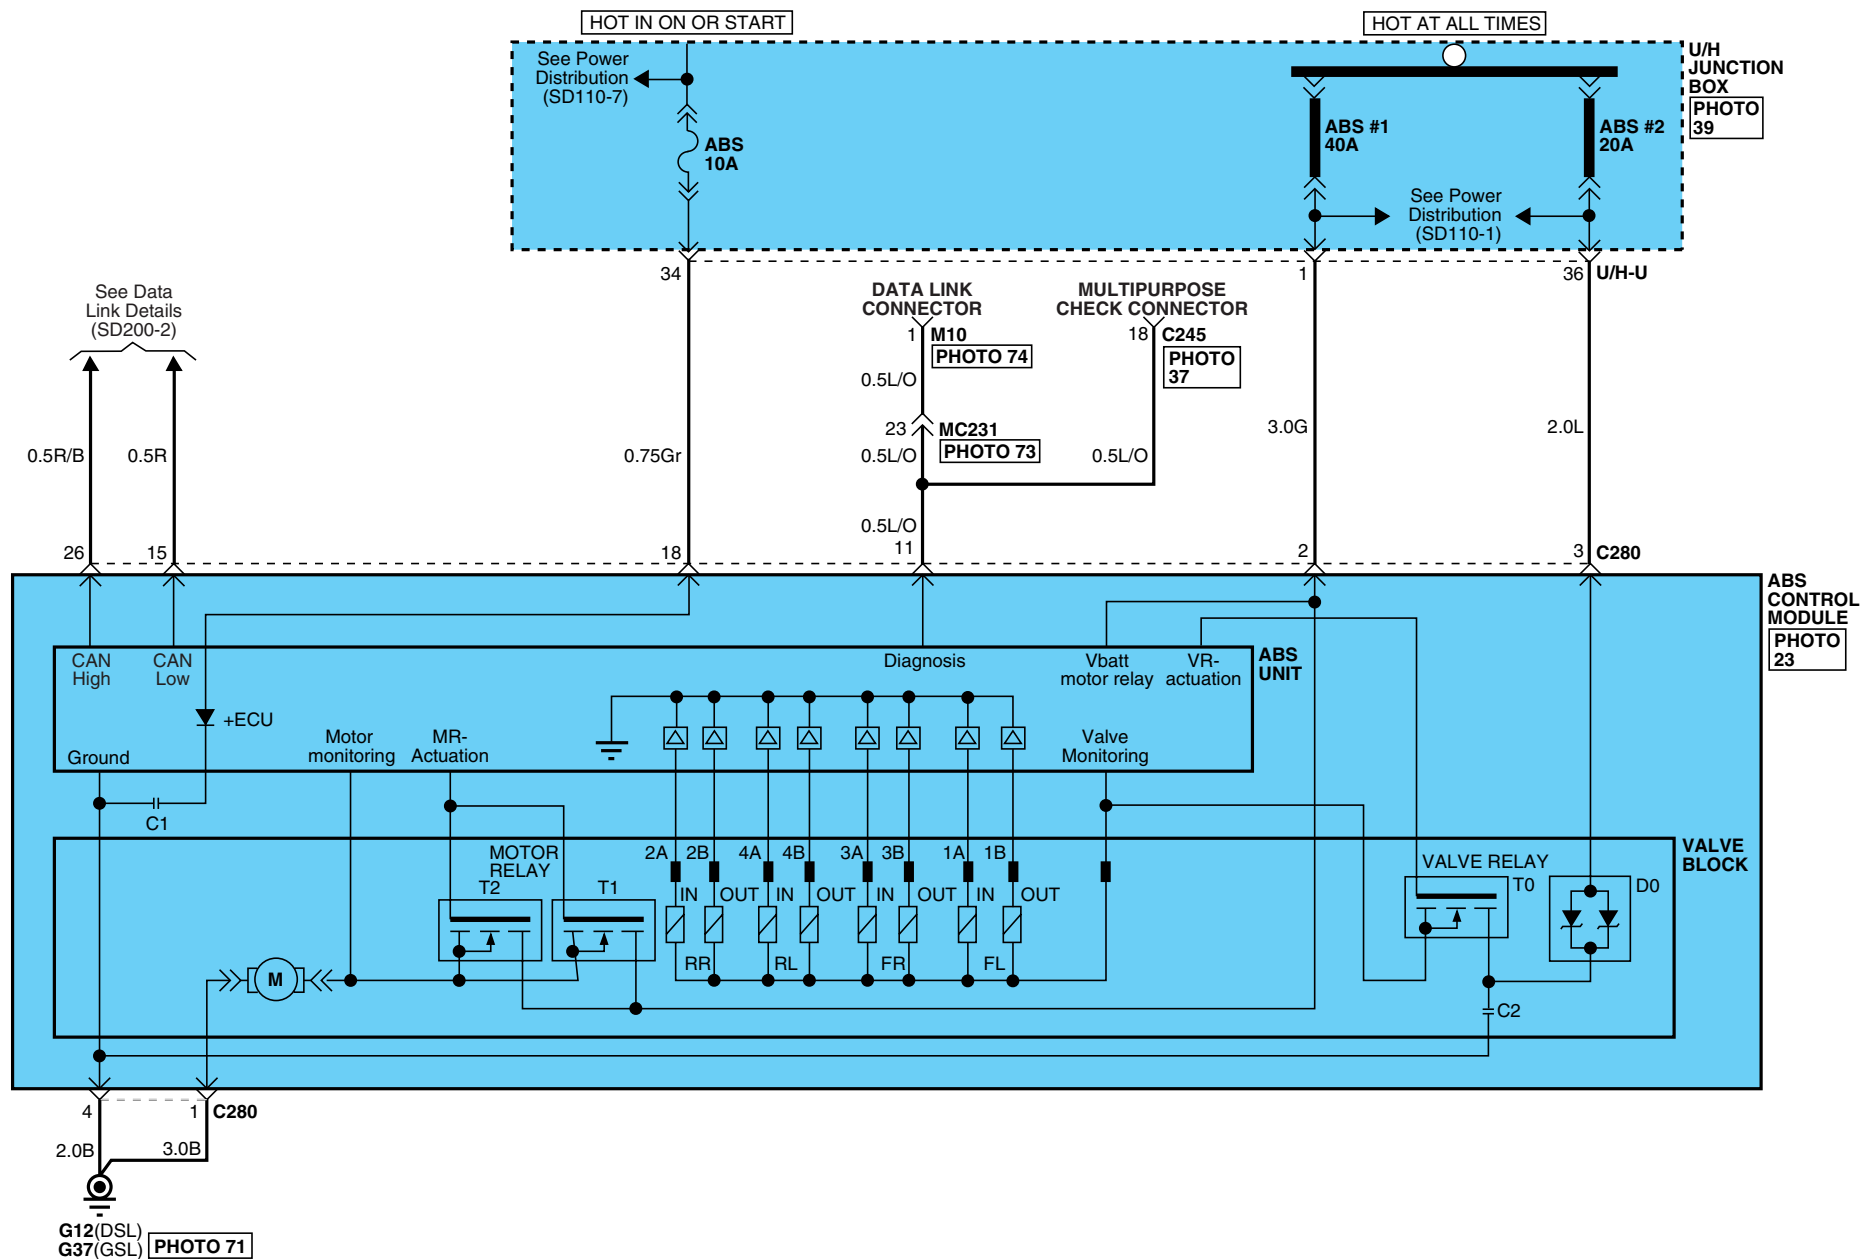 HOT IN ON OR START
HOT AT ALL TIMES
See Power
Distribution
(SD110-7)
ABS
10A
ABS #1
40A
ABS #2
20A
See Power
Distribution
(SD110-1)
U/H
JUNCTION
BOX
PHOTO
39
34
1
36
U/H-U
See Data
Link Details
(SD200-2)
DATA LINK
CONNECTOR
1
M10
PHOTO 74
MULTIPURPOSE
CHECK CONNECTOR
18
C245
PHOTO
37
0.5L/O
23
MC231
PHOTO 73
0.5R/B
0.5R
0.75Gr
0.5L/O
0.5L/O
3.0G
2.0L
0.5L/O
26
15
18
11
2
3
C280
ABS
CONTROL
MODULE
PHOTO
23
CAN
High
CAN
Low
Diagnosis
Vbatt
motor relay
VR-
actuation
ABS
UNIT
+ECU
Ground
Motor
monitoring
MR-
Actuation
Valve
Monitoring
C1
VALVE
BLOCK
MOTOR
RELAY
T2
T1
2A
2B
4A
4B
3A
3B
1A
1B
IN
OUT
IN
OUT
IN
OUT
IN
OUT
VALVE RELAY
T0
D0
RR
RL
FR
FL
M
C2
4
1
C280
2.0B
3.0B
G12(DSL)
G37(GSL)
PHOTO 71